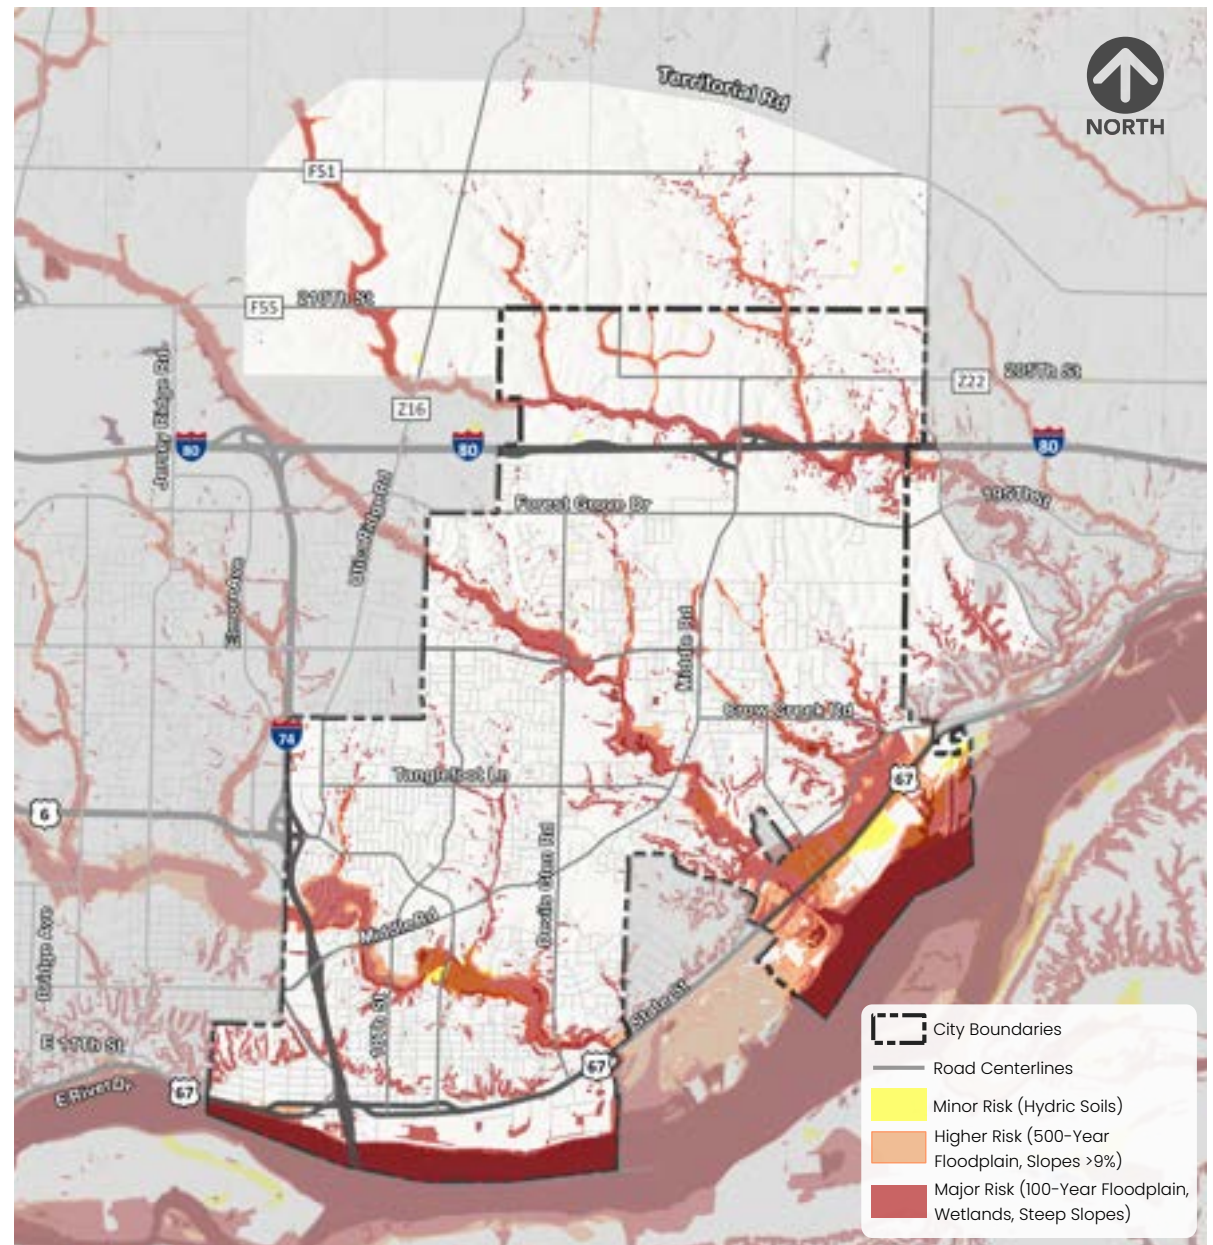 Territorial Rd
NORTH
F51
F55
210Th St
Z16
Z22
205Th St
80
80
80
Jersey Ridge Rd
Utica Ridge Rd
Forest Grove Dr
195Th St
Elmore Ave
Middle Rd
Crow Creek Rd
74
67
Tanglefoot Ln
6
Devils Glen Rd
Middle Rd
Bridge Ave
18Th St
State St
E 11Th St
67
E River Dr
67
City Boundaries
Road Centerlines
Minor Risk (Hydric Soils)
Higher Risk (500-Year
Floodplain, Slopes >9%)
Major Risk (100-Year Floodplain,
Wetlands, Steep Slopes)